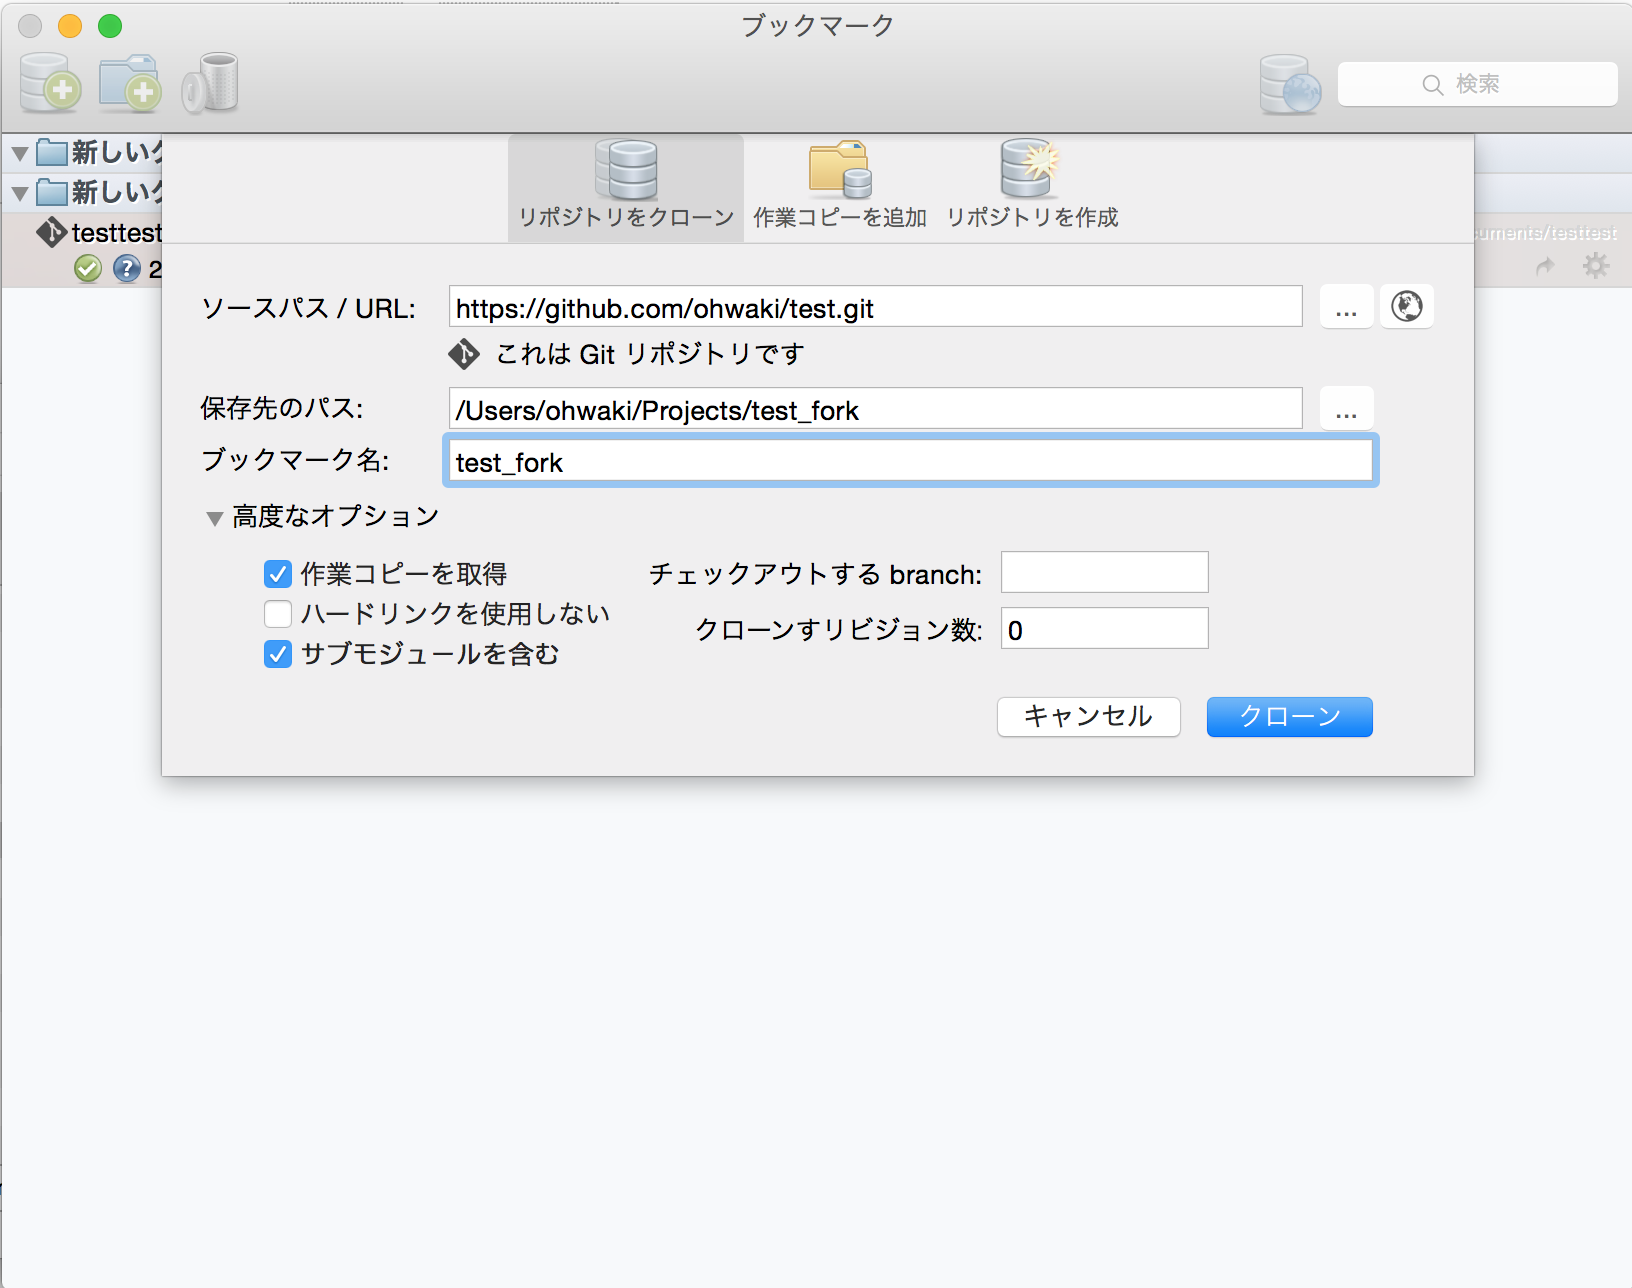 ブックマーク
検索
新しいク
新しいク
testtest
2
uments/testtest
リポジトリをクローン
作業コピーを追加
リポジトリを作成
ソースパス / URL:
https://github.com/ohwaki/test.git
...
これは Git リポジトリです
保存先のパス:
/Users/ohwaki/Projects/test_fork
...
ブックマーク名:
test_fork
高度なオプション
作業コピーを取得
チェックアウトする branch:
ハードリンクを使用しない
クローンすリビジョン数:
0
サブモジュールを含む
キャンセル
クローン